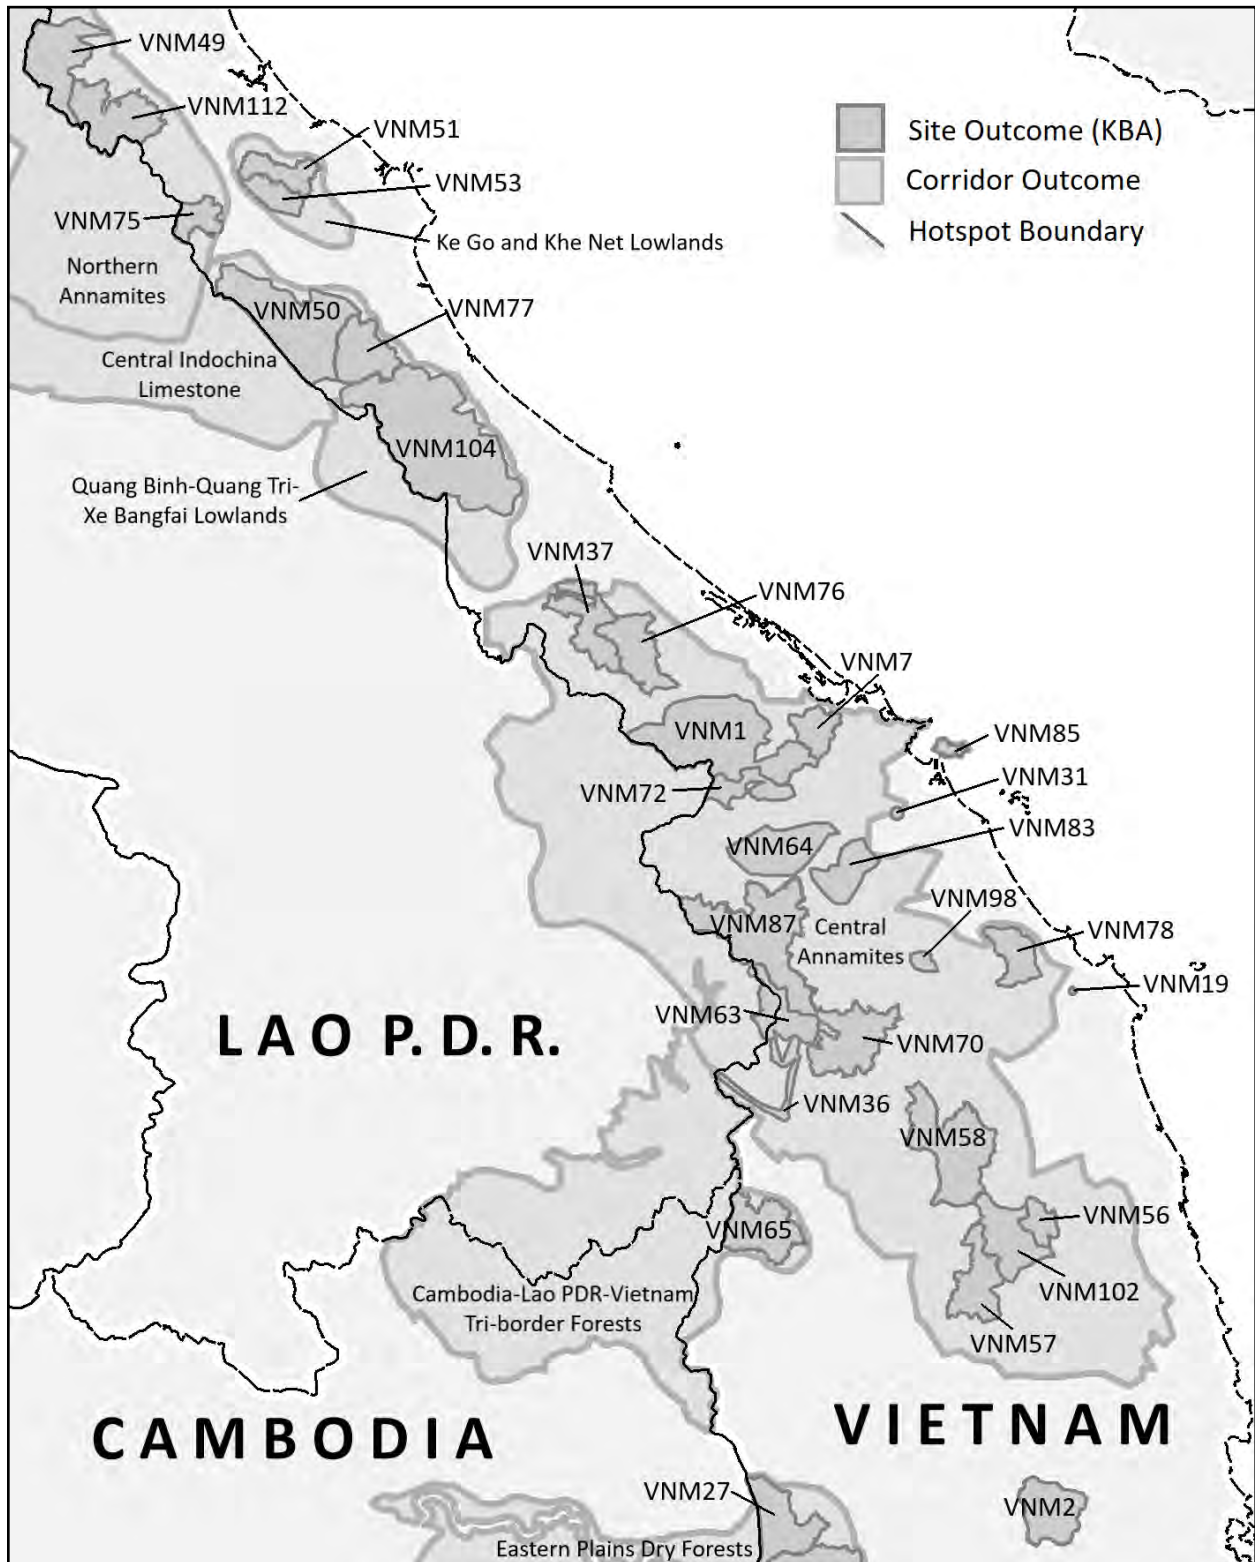 VNM49
VNM112
VNM51
Site Outcome (KBA)
VNM53
Corridor Outcome
VNM75
Ke Go and Khe Net Lowlands
Hotspot Boundary
Northern
Annamites
VNM50
VNM77
Central Indochina
Limestone
VNM104
Quang Binh-Quang Tri-
Xe Bangfai Lowlands
VNM37
VNM76
VNM7
VNM1
VNM85
VNM72
VNM31
VNM83
VNM64
VNM98
VNM87
Central
Annamites
VNM78
VNM19
VNM63
LAO P. D. R.
VNM70
VNM36
VNM58
VNM56
VNM65
VNM102
Cambodia-Lao PDR-Vietnam
Tri-border Forests
VNM57
CAMBODIA
VIETNAM
VNM27
VNM2
Eastern Plains Dry Forests